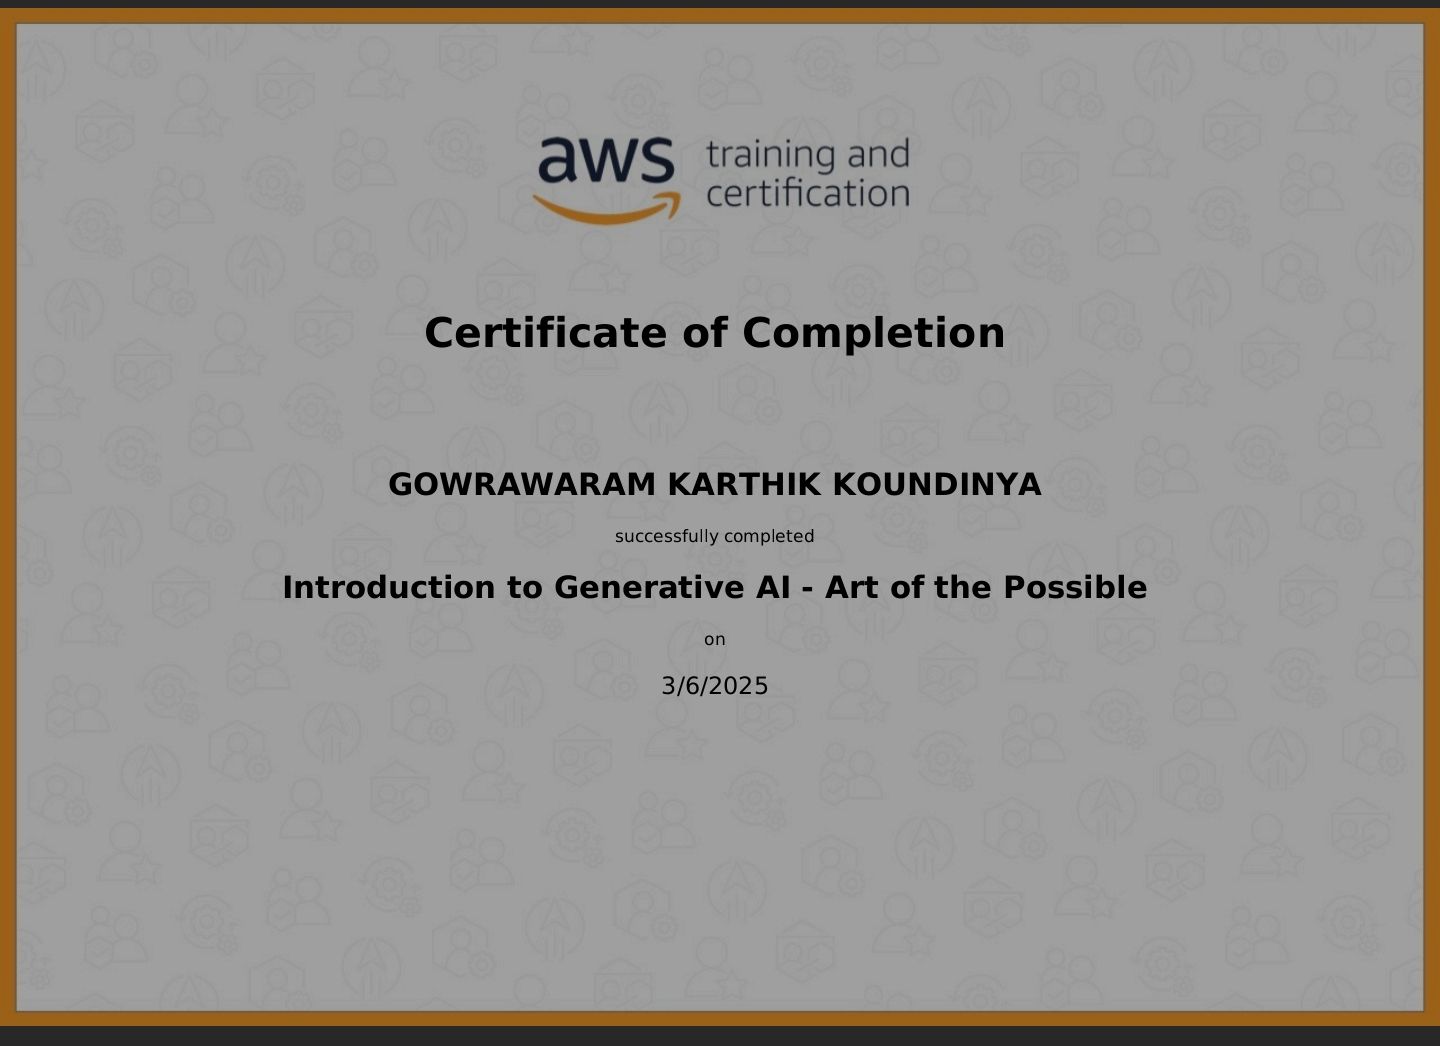 aws training and
certification
Certificate of Completion
GOWRAWARAM KARTHIK KOUNDINYA
successfully completed
Introduction to Generative AI - Art of the Possible
on
3/6/2025